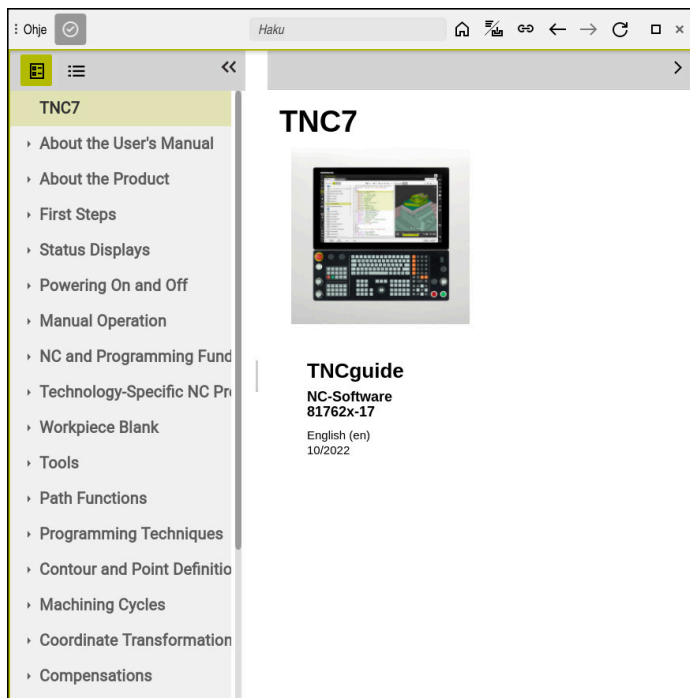 Ohje
Haku
TNC7
About the User's Manual
About the Product
First Steps
Status Displays
Powering On and Off
Manual Operation
NC and Programming Fund
Technology-Specific NC Pr
Workpiece Blank
Tools
Path Functions
Programming Techniques
Contour and Point Definitio
Machining Cycles
Coordinate Transformation
Compensations
TNC7
TNCguide
NC-Software
81762x-17
English (en)
10/2022